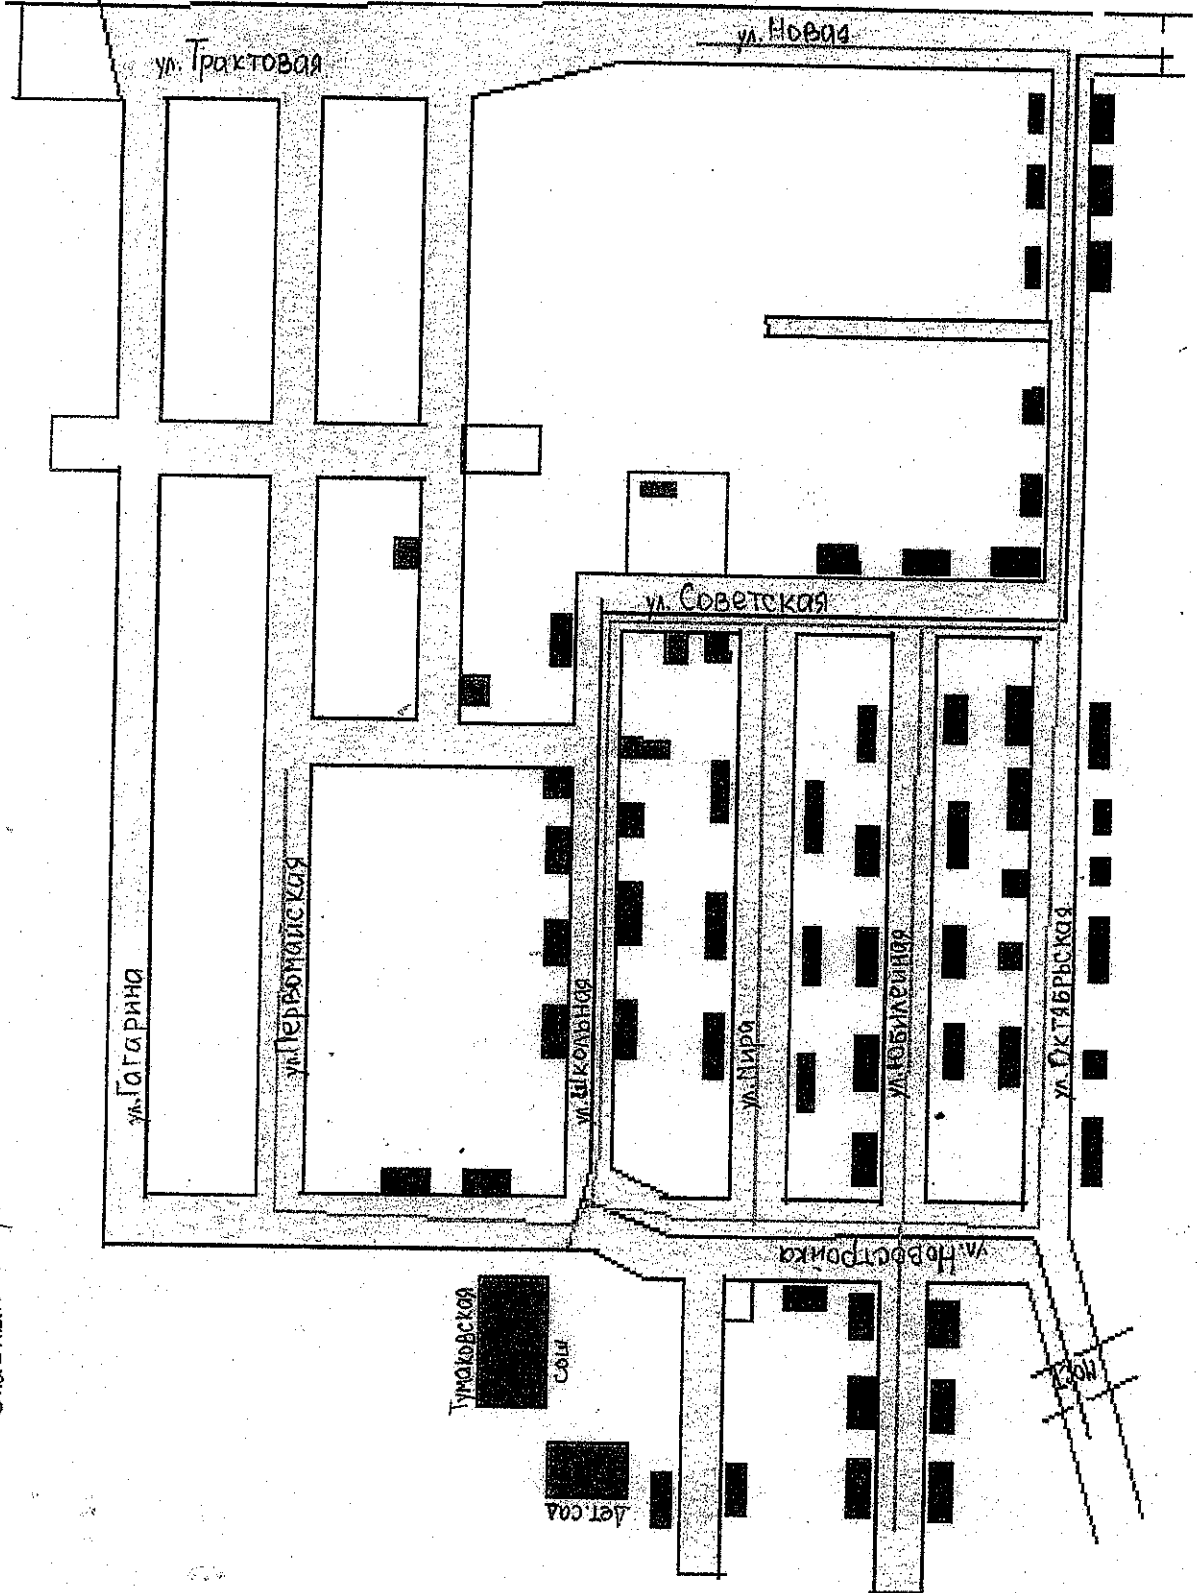 ул. Трактовая
ул. Новая
ул. Советская
ул. Гагарина
ул. Первомайская
ул. Школьная
ул. Мира
ул. Юбилейная
ул. Октябрьская
ул. Новостройка
Тумаковская
сош
Дет сад
мост